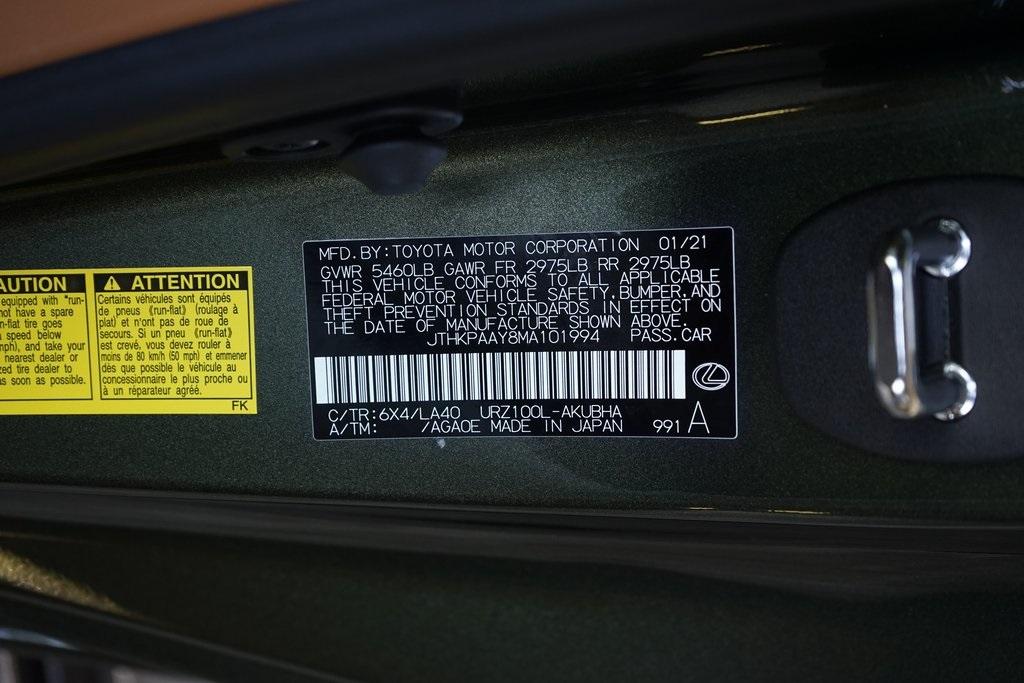 AUTION
equipped with "run-
not have a spare
n-flat tire goes
a speed below
mph), and take your
nearest tire or
zed tire dealer to
as soon as possible.
ATTENTION
Certains véhicules sont équipés
de pneus 《run-flat》 (roulage à
plat) et n'ont pas de roue de
secours. Si un pneu 《run-flat》
est crevé, vous devez rouler à
moins de 80 km/h (50 mph) et emmener
dès que possible le véhicule au
concessionnaire le plus proche ou
à un réparateur agréé.
FK
MFD. BY: TOYOTA MOTOR CORPORATION 01/21
GVWR 5460LB GAWR FR 2975LB RR 2975LB
THIS VEHICLE CONFORMS TO ALL APPLICABLE
FEDERAL MOTOR VEHICLE SAFETY, BUMPER, AND
THEFT PREVENTION STANDARDS IN EFFECT ON
THE DATE OF MANUFACTURE SHOWN ABOVE.
JTHKPAAY8MA101994 PASS. CAR
C/TR: 6X4/LA40 URZ100L-AKUBHA
A/TM: /AGAOE MADE IN JAPAN 991 A